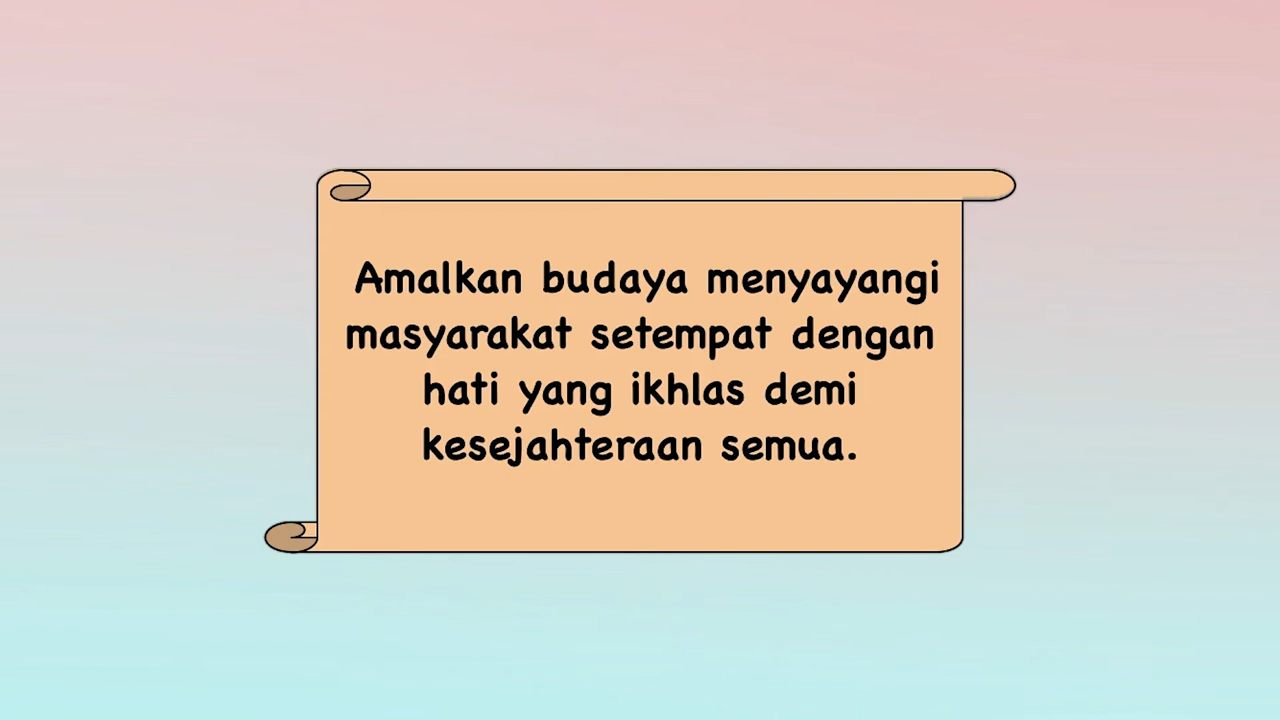 Amalkan budaya menyayangi
masyarakat setempat dengan
hati yang ikhlas demi
kesejahteraan semua.